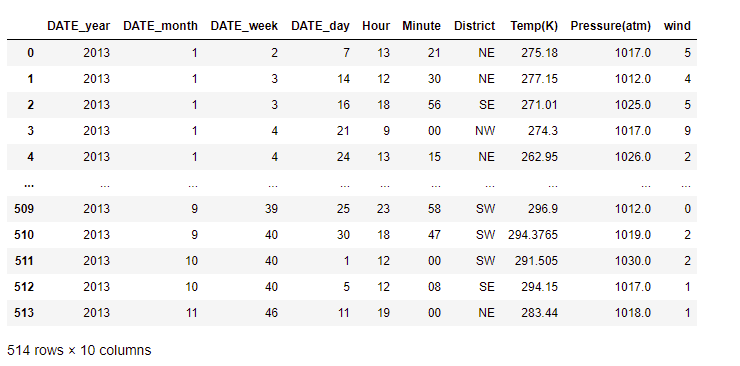 DATE_year DATE_month DATE_week DATE_day Hour Minute District Temp(K) Pressure(atm) wind
0 2013 1 2 7 13 21 NE 275.18 1017.0 5
1 2013 1 3 14 12 30 NE 277.15 1012.0 4
2 2013 1 3 16 18 56 SE 271.01 1025.0 5
3 2013 1 4 21 9 00 NW 274.3 1017.0 9
4 2013 1 4 24 13 15 NE 262.95 1026.0 2
... ... ... ... ... ... ... ... ... ... ...
509 2013 9 39 25 23 58 SW 296.9 1012.0 0
510 2013 9 40 30 18 47 SW 294.3765 1019.0 2
511 2013 10 40 1 12 00 SW 291.505 1030.0 2
512 2013 10 40 5 12 08 SE 294.15 1017.0 1
513 2013 11 46 11 19 00 NE 283.44 1018.0 1
514 rows × 10 columns